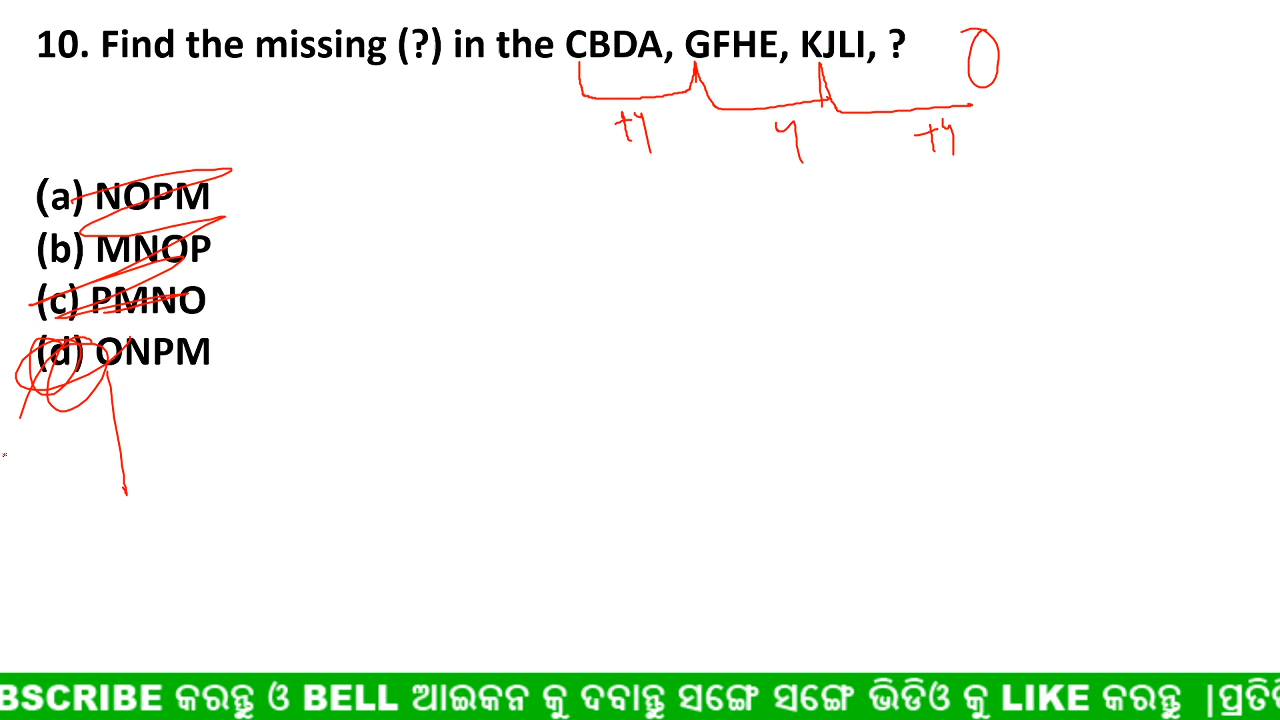 10. Find the missing (?) in the CBDA, GFHE, KJLI, ? O
+4 4 +4
(a) NOPM
(b) MNOP
(c) PMNO
(d) ONPM
BSCRIBE କରନ୍ତୁ ଓ BELL ଆଇକନ କୁ ଦବାନ୍ତୁ ସଙ୍ଗେ ସଙ୍ଗେ ଭିଡିଓ କୁ LIKE କରନ୍ତୁ |ପ୍ରତି